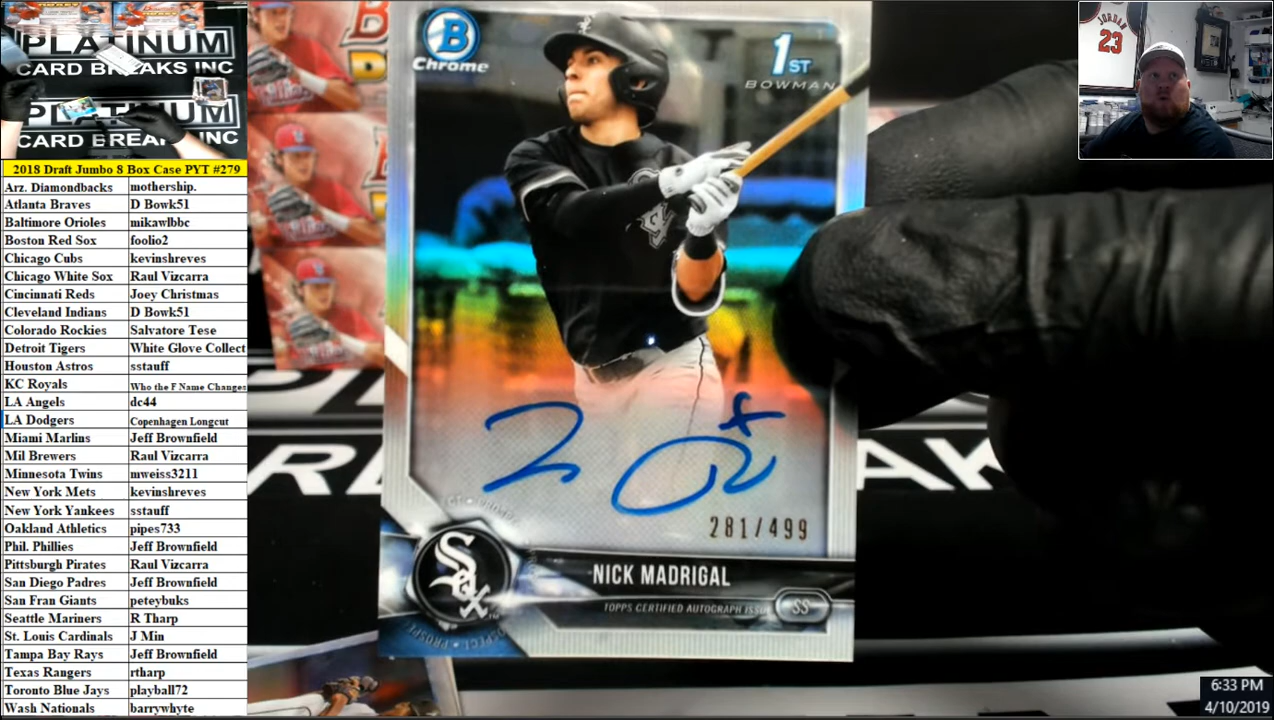 PLATINUM
CARD BREAKS INC
PLATINUM
CARD BREAK INC
2018 Draft Jumbo 8 Box Case PYT #279
Arz. Diamondbacks mothership.
Atlanta Braves D Bowk51
Baltimore Orioles mikawlbbc
Boston Red Sox foolio2
Chicago Cubs kevinshreves
Chicago White Sox Raul Vizcarra
Cincinnati Reds Joey Christmas
Cleveland Indians D Bowk51
Colorado Rockies Salvatore Tese
Detroit Tigers White Glove Collect
Houston Astros sstauff
KC Royals Who the F Name Changes
LA Angels dc44
LA Dodgers Copenhagen Longcut
Miami Marlins Jeff Brownfield
Mil Brewers Raul Vizcarra
Minnesota Twins mweiss3211
New York Mets kevinshreves
New York Yankees sstauff
Oakland Athletics pipes733
Phil. Phillies Jeff Brownfield
Pittsburgh Pirates Raul Vizcarra
San Diego Padres Jeff Brownfield
San Fran Giants peteybuks
Seattle Mariners R Tharp
St. Louis Cardinals J Min
Tampa Bay Rays Jeff Brownfield
Texas Rangers rtharp
Toronto Blue Jays playball72
Wash Nationals barrywhyte
B
Chrome
1ST
BOWMAN
281/499
Sox
NICK MADRIGAL
TOPPS CERTIFIED AUTOGRAPH ISSU
SS
JORDAN
23
6:33 PM
4/10/2019